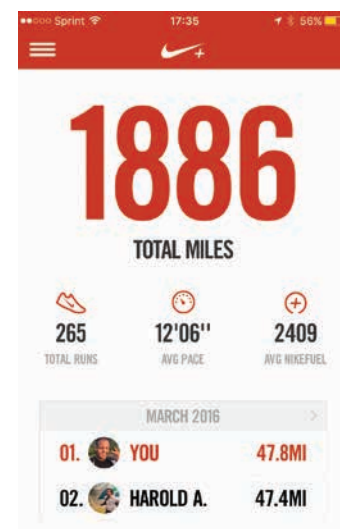 Sprint 17:35 56%
1886
TOTAL MILES
265 12'06'' 2409
TOTAL RUNS AVG PACE AVG NIKEFUEL
MARCH 2016
01. YOU 47.8MI
02. HAROLD A. 47.4MI